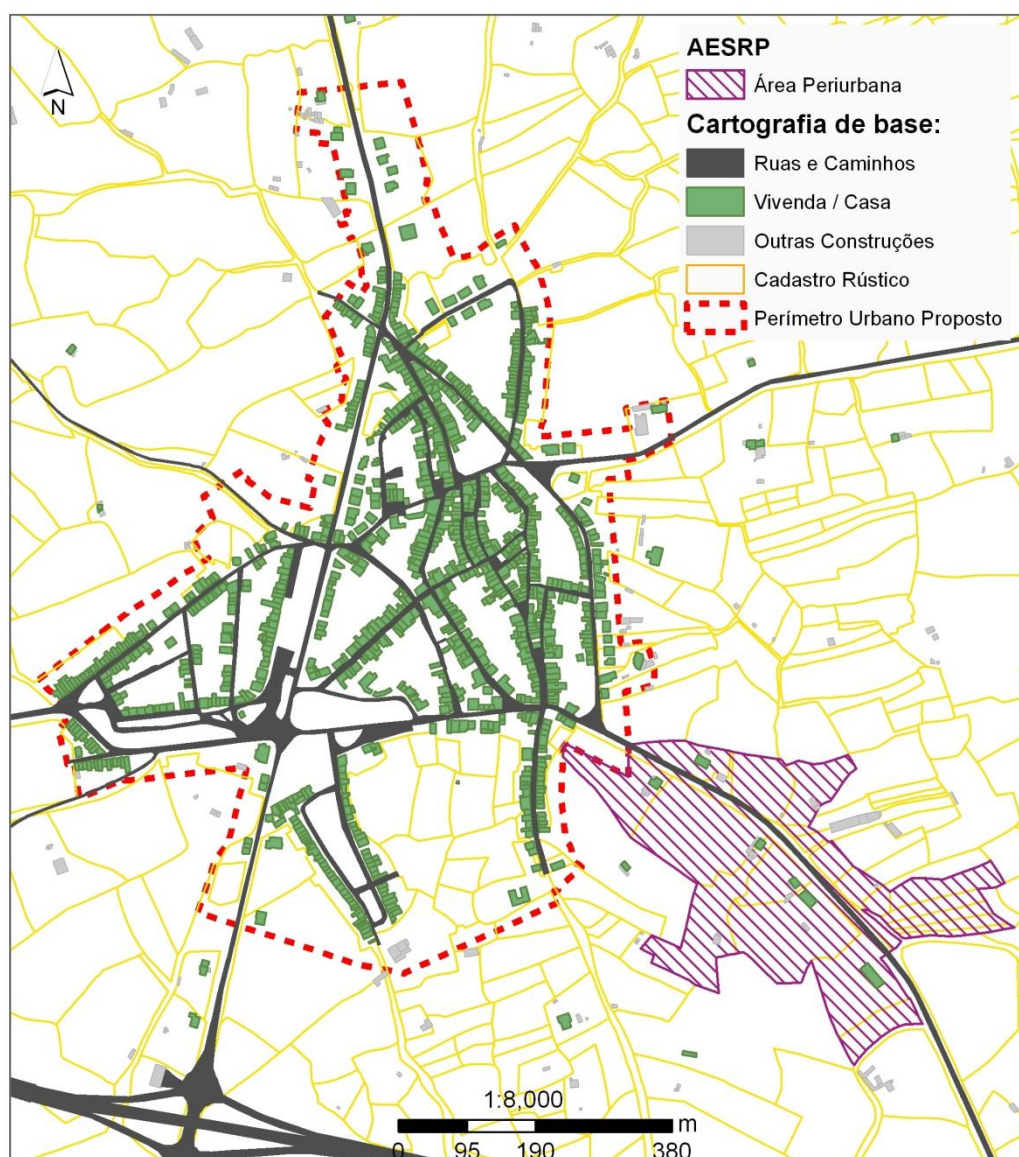 N
AESRP
Área Periurbana
Cartografia de base:
Ruas e Caminhos
Vivenda / Casa
Outras Construções
Cadastro Rústico
Perímetro Urbano Proposto
1:8,000
m
0 95 190 380